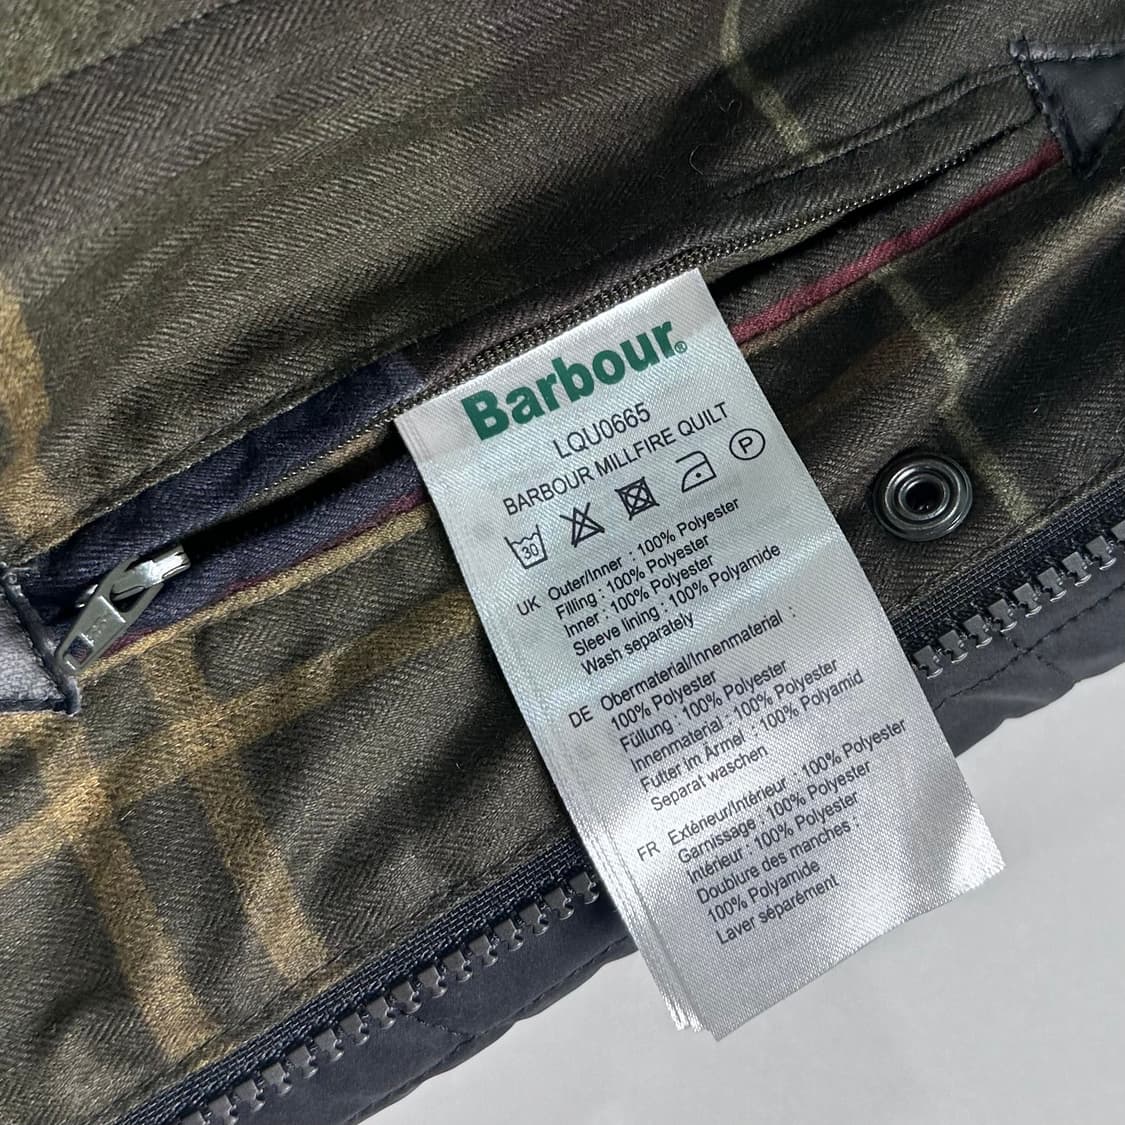 Barbour®
LQU0665
BARBOUR MILLFIRE QUILT
30 P
UK Outer/Inner : 100% Polyester
Filling : 100% Polyester
Inner : 100% Polyester
Sleeve lining : 100% Polyamide
Wash separately
DE Obermaterial/Innenmaterial :
100% Polyester
Füllung : 100% Polyester
Innenmaterial : 100% Polyester
Futter im Ärmel : 100% Polyamid
Separat waschen
FR Extérieur/Intérieur : 100% Polyester
Garnissage : 100% Polyester
Intérieur : 100% Polyester
Doublure des manches :
100% Polyamide
Laver séparément